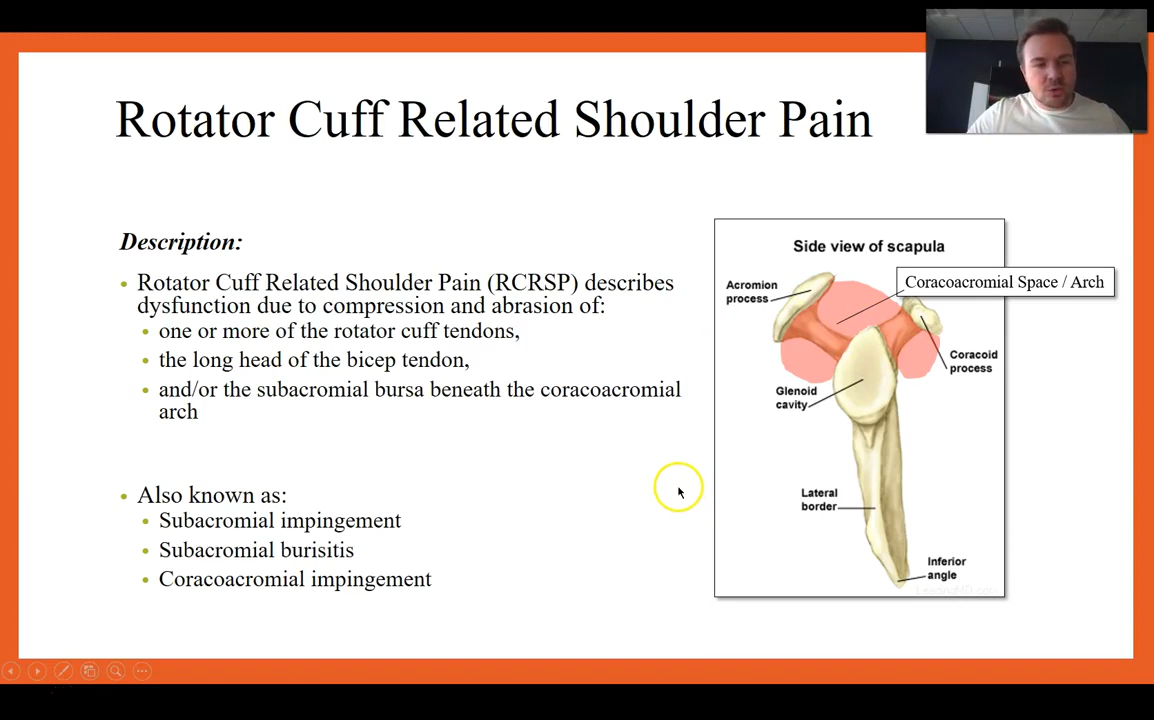 Rotator Cuff Related Shoulder Pain
Description:
Rotator Cuff Related Shoulder Pain (RCRSP) describes
dysfunction due to compression and abrasion of:
one or more of the rotator cuff tendons,
the long head of the bicep tendon,
and/or the subacromial bursa beneath the coracoacromial
arch
Also known as:
Subacromial impingement
Subacromial burisitis
Coracoacromial impingement
Side view of scapula
Acromion
process
Coracoacromial Space / Arch
Coracoid
process
Glenoid
cavity
Lateral
border
Inferior
angle